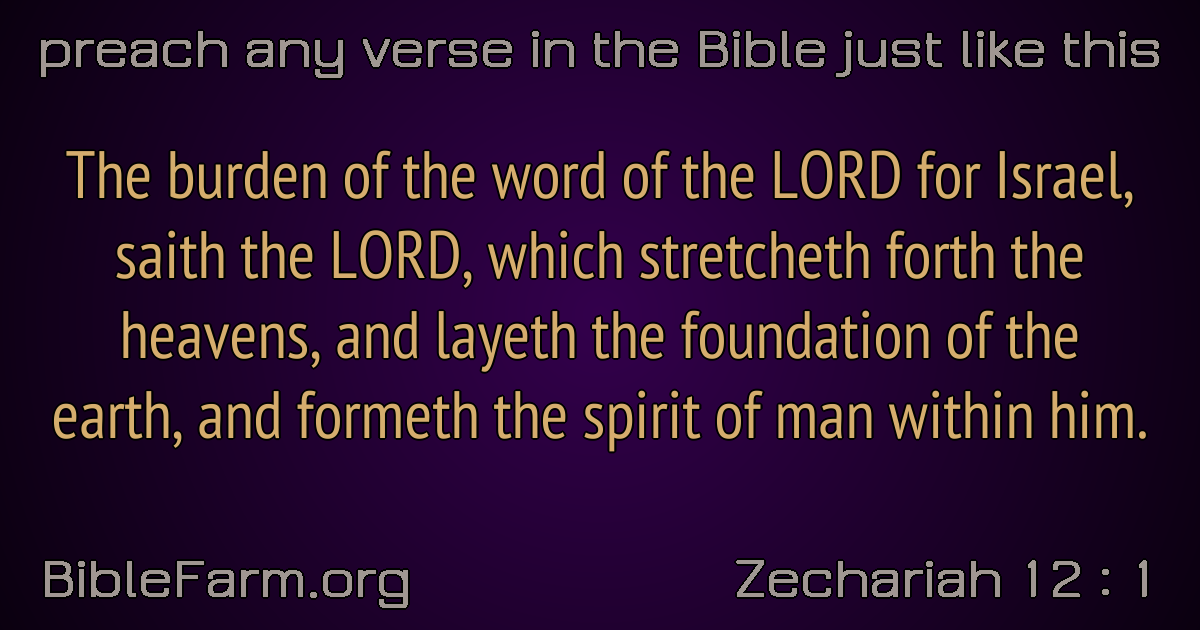 preach any verse in the Bible just like this
The burden of the word of the LORD for Israel,
saith the LORD, which stretcheth forth the
heavens, and layeth the foundation of the
earth, and formeth the spirit of man within him.
BibleFarm.org
Zechariah 12 : 1